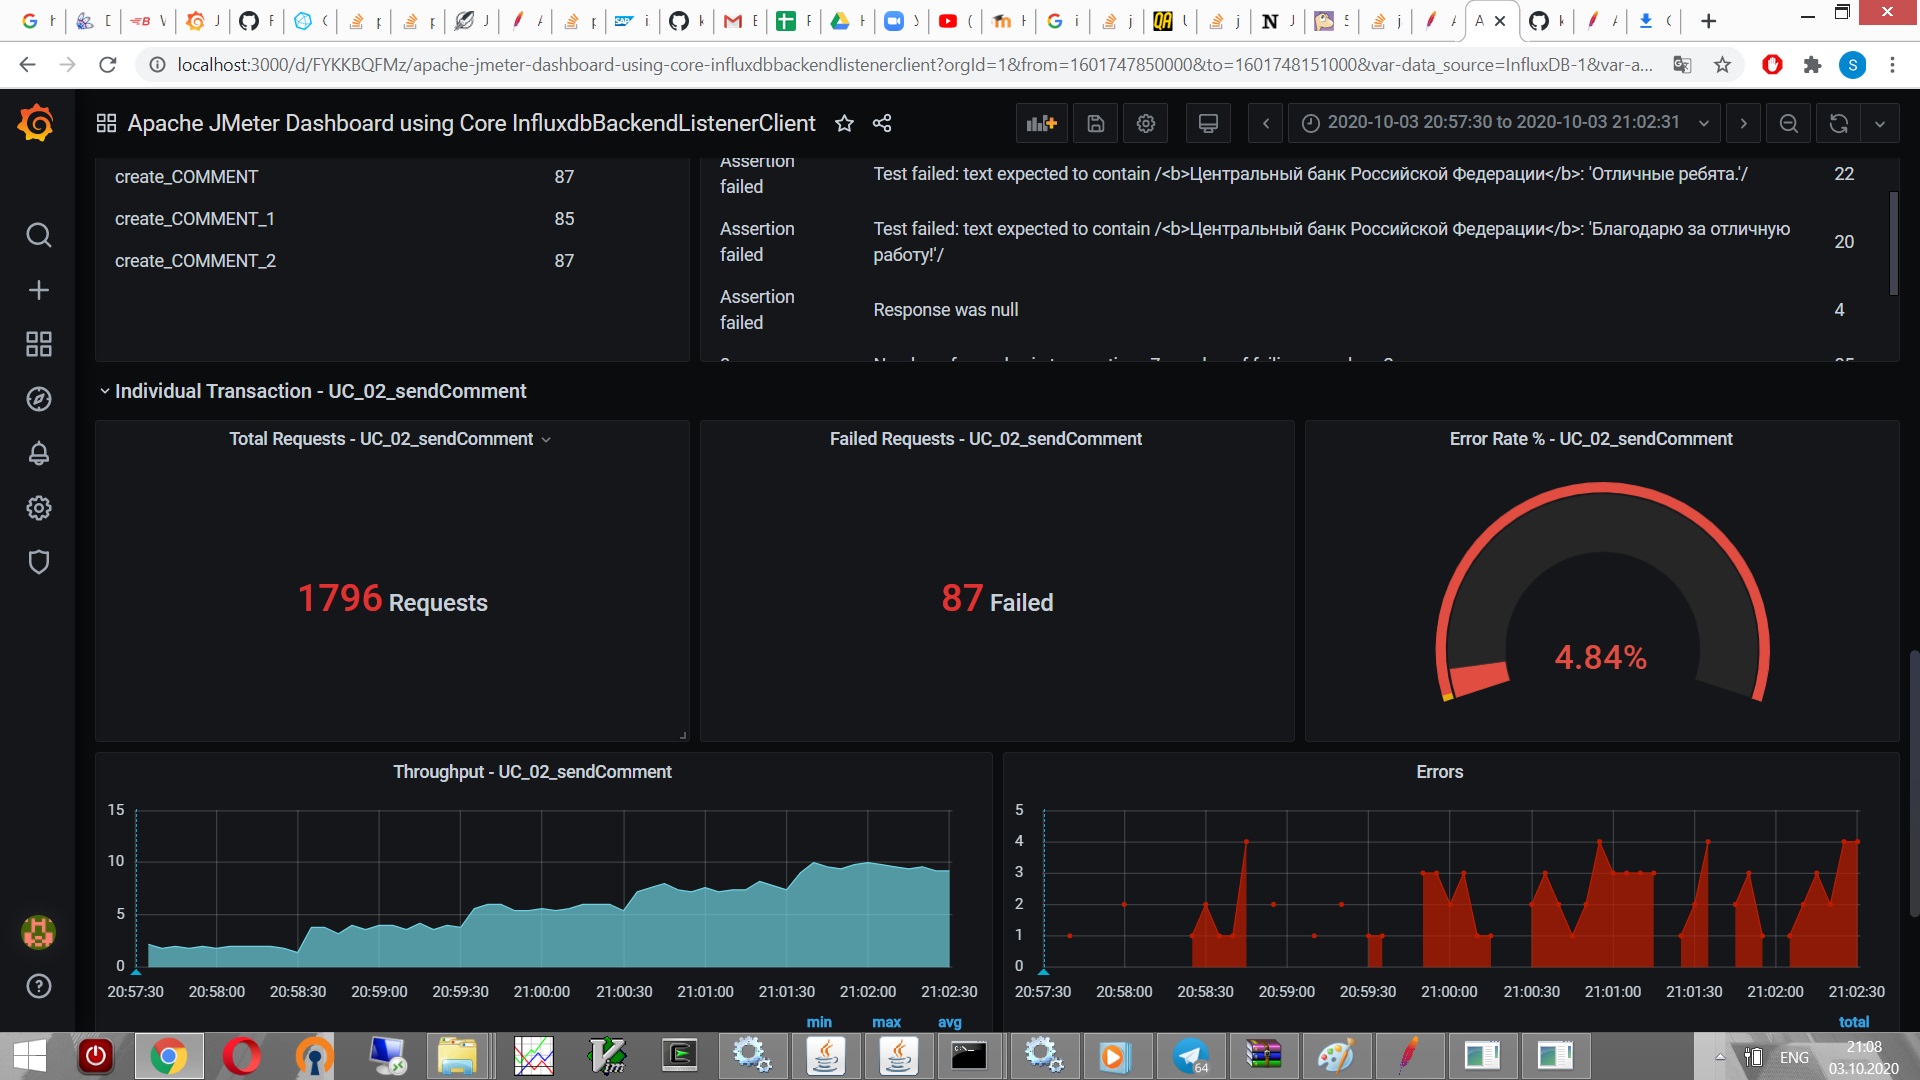 localhost:3000/d/FYKKBQFMz/apache-jmeter-dashboard-using-core-influxdbbackendlistenerclient?orgId=1&from=1601747850000&to=1601748151000&var-data_source=InfluxDB-1&var-a...
Apache JMeter Dashboard using Core InfluxdbBackendListenerClient
2020-10-03 20:57:30 to 2020-10-03 21:02:31
create_COMMENT 87
create_COMMENT_1 85
create_COMMENT_2 87
Assertion failed Test failed: text expected to contain /<b>Центральный банк Российской Федерации</b>: 'Отличные ребята.'/ 22
Assertion failed Test failed: text expected to contain /<b>Центральный банк Российской Федерации</b>: 'Благодарю за отличную работу!'/ 20
Assertion failed Response was null 4
Individual Transaction - UC_02_sendComment
Total Requests - UC_02_sendComment
1796 Requests
Failed Requests - UC_02_sendComment
87 Failed
Error Rate % - UC_02_sendComment
4.84%
Throughput - UC_02_sendComment
15
10
5
0
20:57:30 20:58:00 20:58:30 20:59:00 20:59:30 21:00:00 21:00:30 21:01:00 21:01:30 21:02:00 21:02:30
min max avg
Errors
5
4
3
2
1
0
20:57:30 20:58:00 20:58:30 20:59:00 20:59:30 21:00:00 21:00:30 21:01:00 21:01:30 21:02:00 21:02:30
total
ENG
21:08
03.10.2020